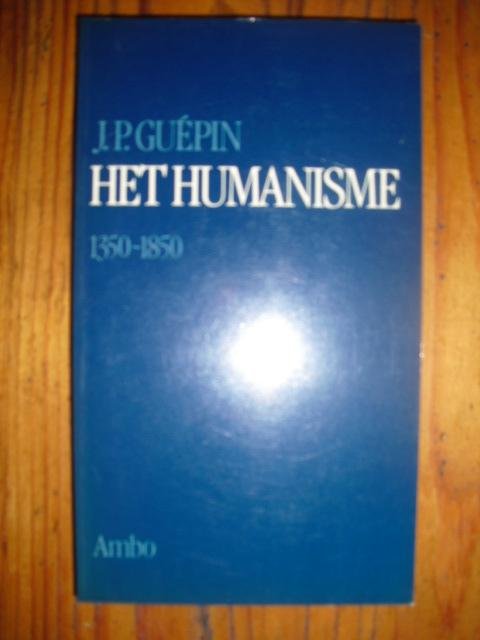 J.P. GUÉPIN
HET HUMANISME
1350-1850
Ambo